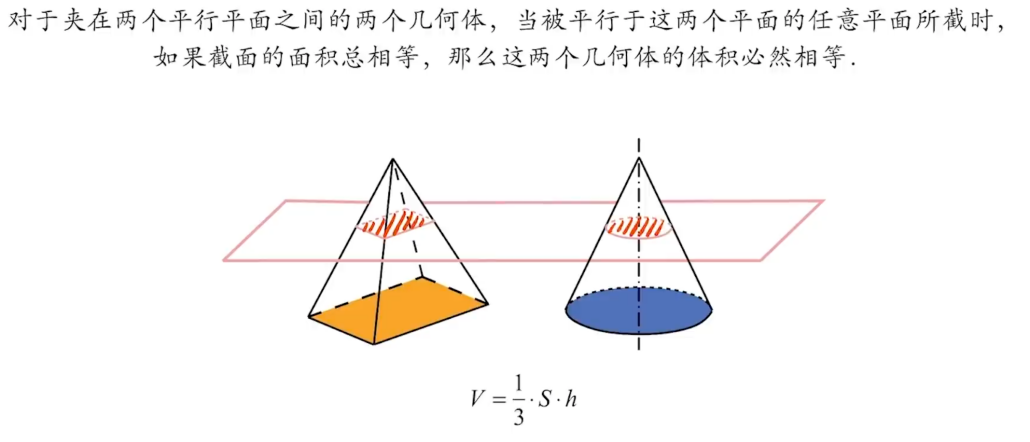 对于夹在两个平行平面之间的两个几何体，当被平行于这两个平面的任意平面所截时，
如果截面的面积总相等，那么这两个几何体的体积必然相等．
V = 1/3 · S · h